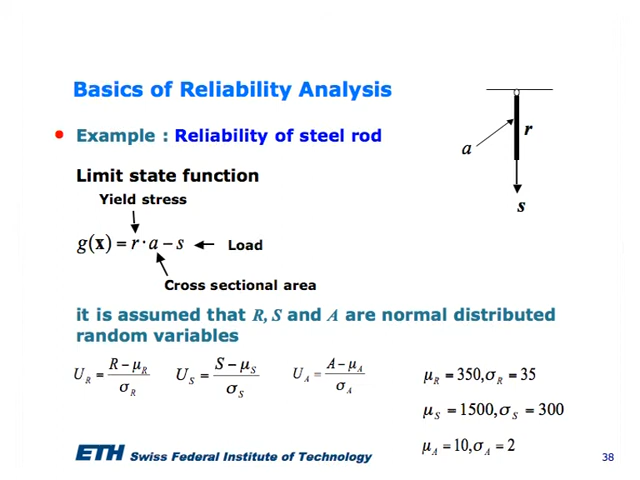 Basics of Reliability Analysis
• Example : Reliability of steel rod
r
a
s
Limit state function
Yield stress
g(x) = r · a − s
Load
Cross sectional area
it is assumed that R, S and A are normal distributed
random variables
U_R = (R − μ_R) / σ_R
U_S = (S − μ_S) / σ_S
U_A = (A − μ_A) / σ_A
μ_R = 350, σ_R = 35
μ_S = 1500, σ_S = 300
μ_A = 10, σ_A = 2
ETH Swiss Federal Institute of Technology
38